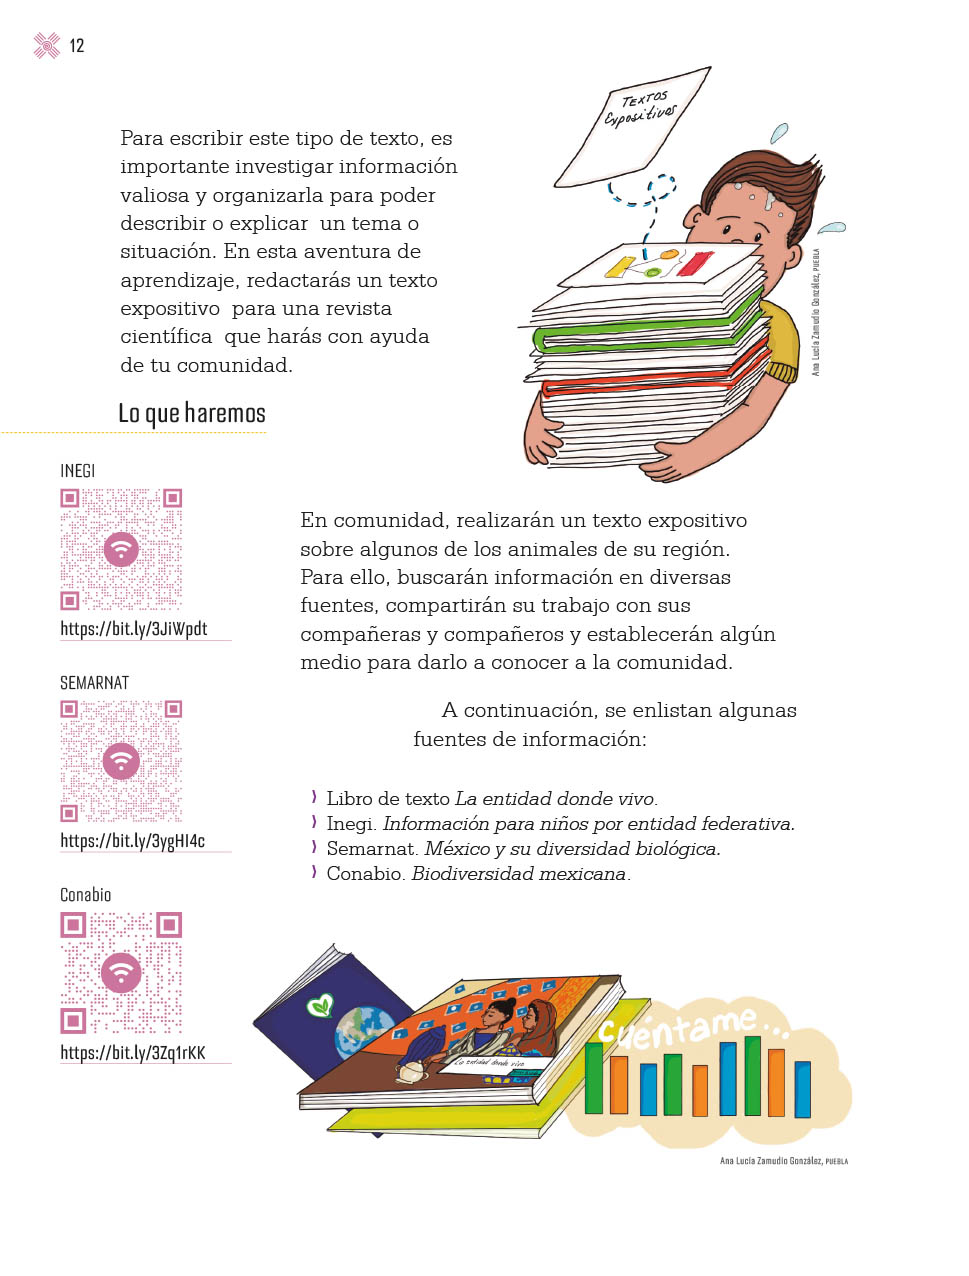 12
TEXTOS
Expositivos
Para escribir este tipo de texto, es
importante investigar información
valiosa y organizarla para poder
describir o explicar un tema o
situación. En esta aventura de
aprendizaje, redactarás un texto
expositivo para una revista
científica que harás con ayuda
de tu comunidad.
Ana Lucía Zamudio González, PUEBLA
Lo que haremos
INEGI
https://bit.ly/3JiWpdt
SEMARNAT
https://bit.ly/3ygHI4c
Conabio
https://bit.ly/3Zq1rKK
En comunidad, realizarán un texto expositivo
sobre algunos de los animales de su región.
Para ello, buscarán información en diversas
fuentes, compartirán su trabajo con sus
compañeras y compañeros y establecerán algún
medio para darlo a conocer a la comunidad.
A continuación, se enlistan algunas
fuentes de información:
Libro de texto La entidad donde vivo.
Inegi. Información para niños por entidad federativa.
Semarnat. México y su diversidad biológica.
Conabio. Biodiversidad mexicana.
La entidad donde vivo
cuéntame...
Ana Lucía Zamudio González, PUEBLA